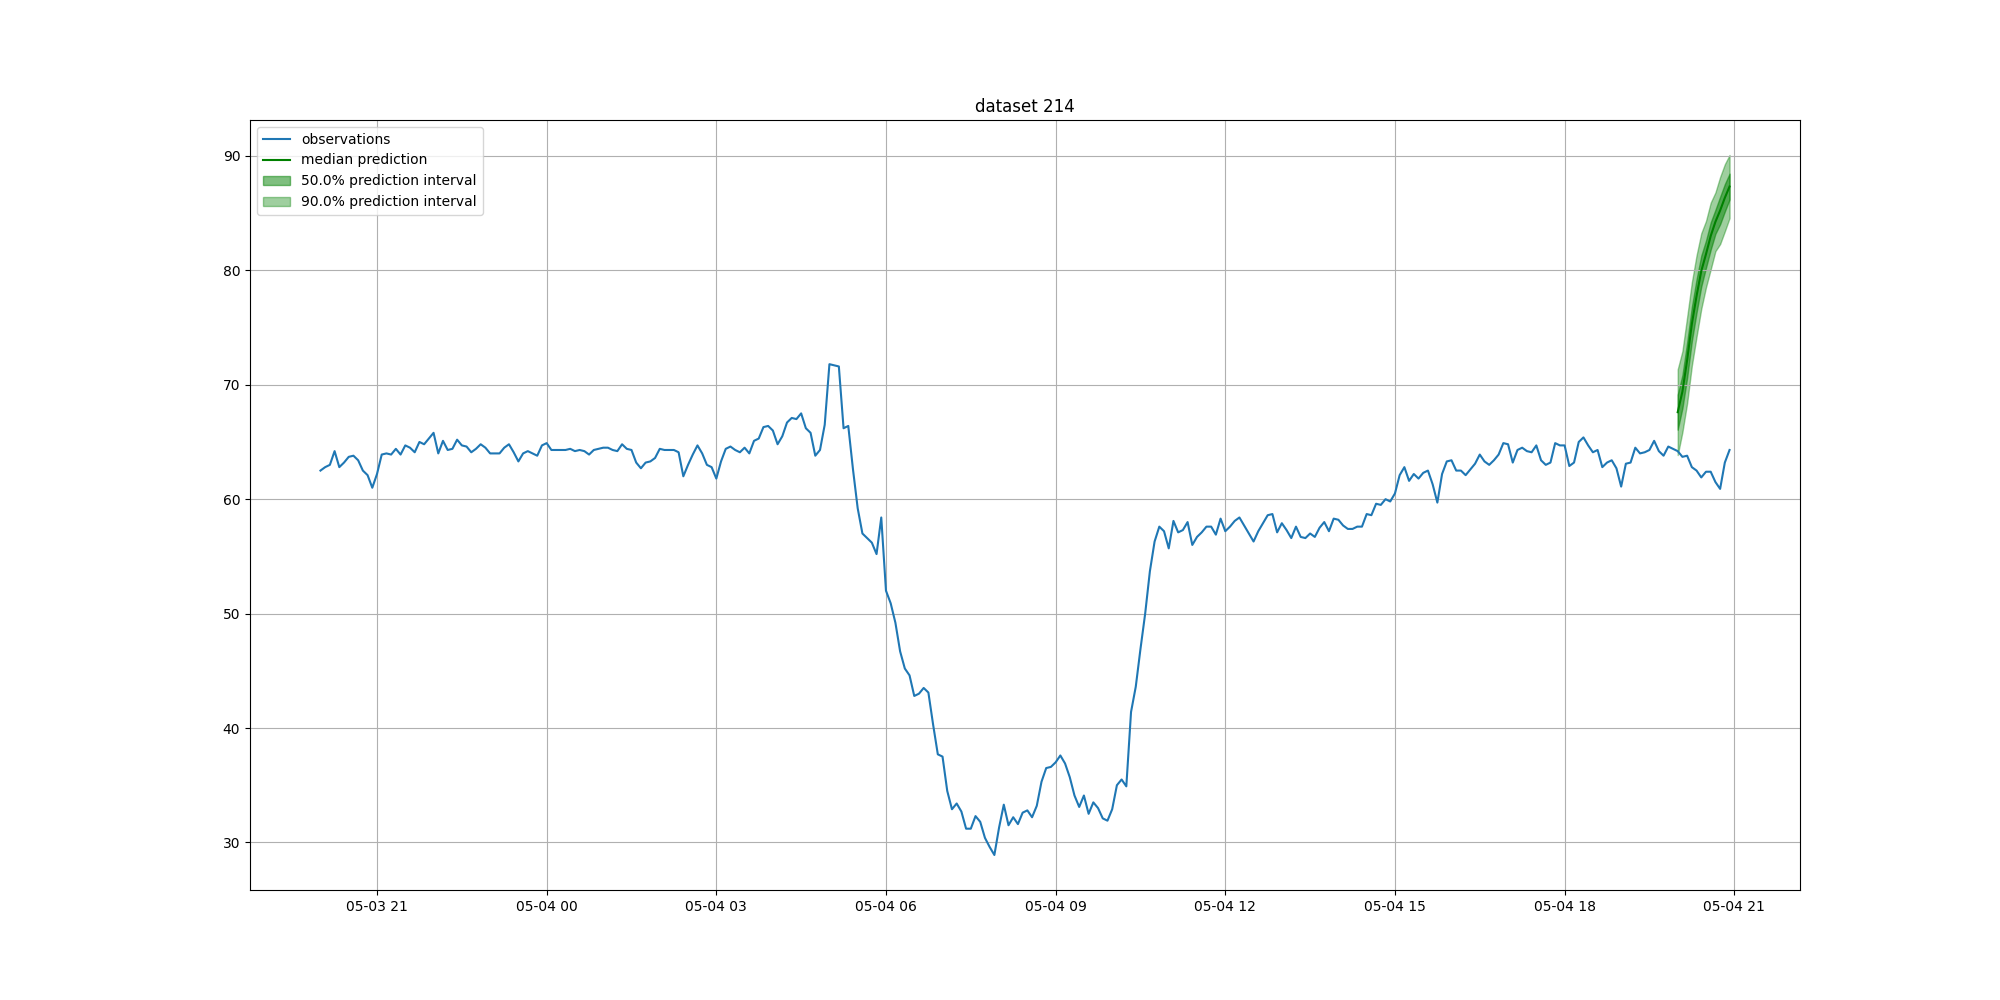 dataset 214
observations
median prediction
50.0% prediction interval
90.0% prediction interval
90
80
70
60
50
40
30
05-03 21 05-04 00 05-04 03 05-04 06 05-04 09 05-04 12 05-04 15 05-04 18 05-04 21